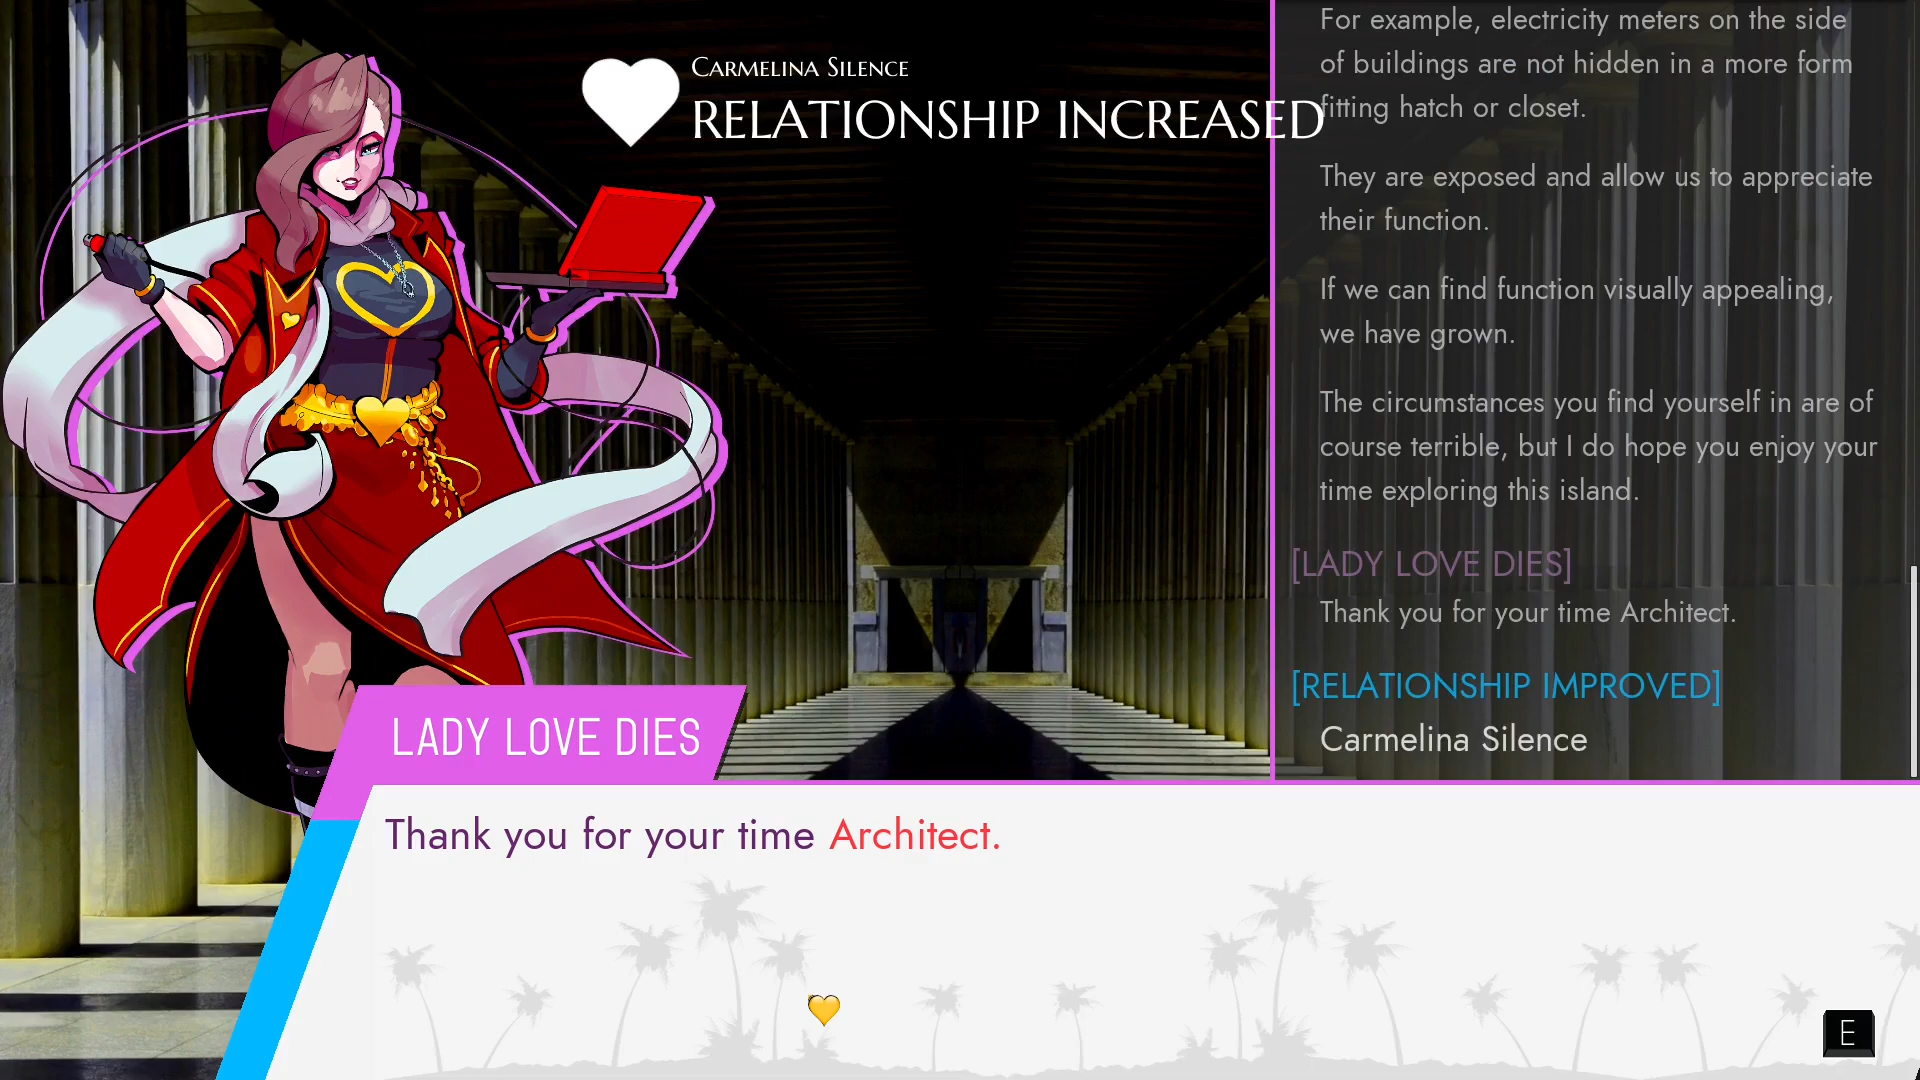 Carmelina Silence
RELATIONSHIP INCREASED
For example, electricity meters on the side
of buildings are not hidden in a more form
fitting hatch or closet.
They are exposed and allow us to appreciate
their function.
If we can find function visually appealing,
we have grown.
The circumstances you find yourself in are of
course terrible, but I do hope you enjoy your
time exploring this island.
[LADY LOVE DIES]
Thank you for your time Architect.
[RELATIONSHIP IMPROVED]
Carmelina Silence
LADY LOVE DIES
Thank you for your time Architect.
E